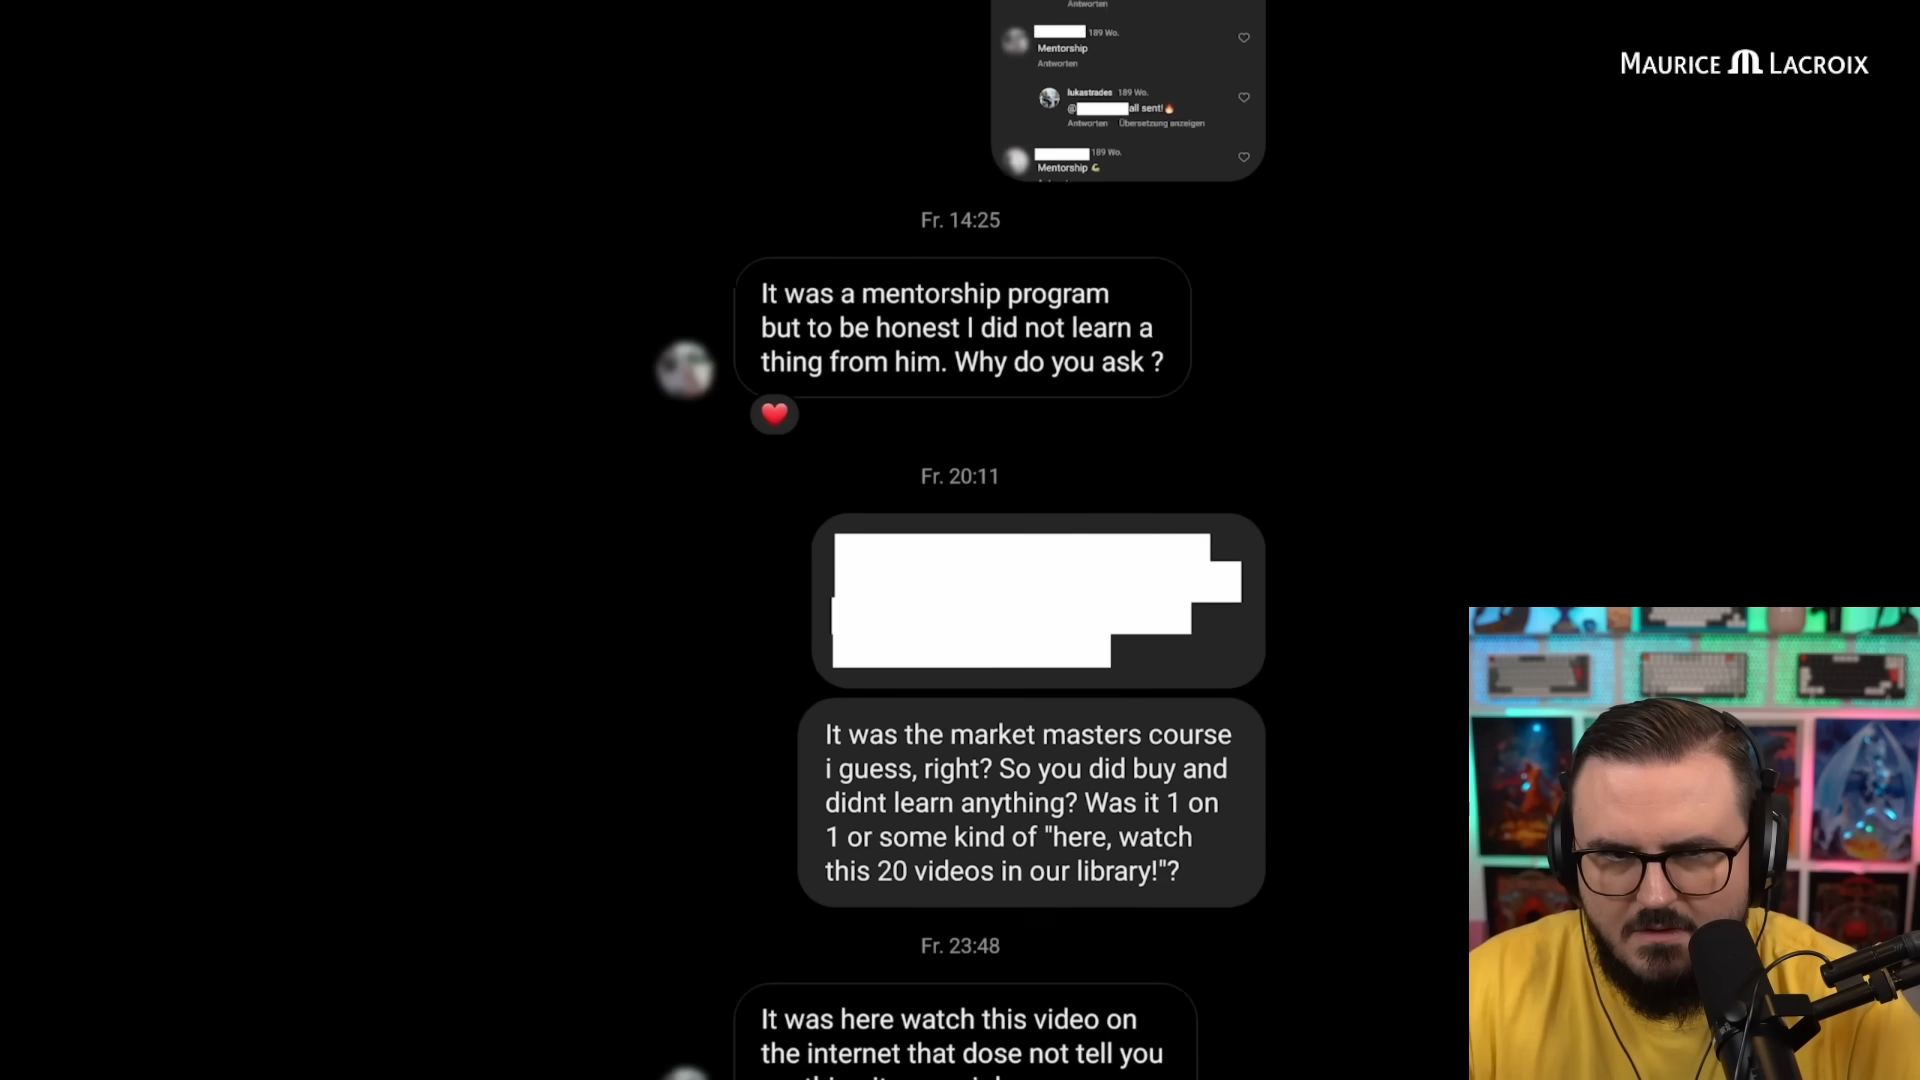 Antworten
189 Wo.
Mentorship
Antworten
lukastrades 189 Wo.
@ all sent!🔥
Antworten Übersetzung anzeigen
189 Wo.
Mentorship 💪
MAURICE LACROIX
Fr. 14:25
It was a mentorship program
but to be honest I did not learn a
thing from him. Why do you ask ?
Fr. 20:11
It was the market masters course
i guess, right? So you did buy and
didnt learn anything? Was it 1 on
1 or some kind of "here, watch
this 20 videos in our library!"?
Fr. 23:48
It was here watch this video on
the internet that dose not tell you